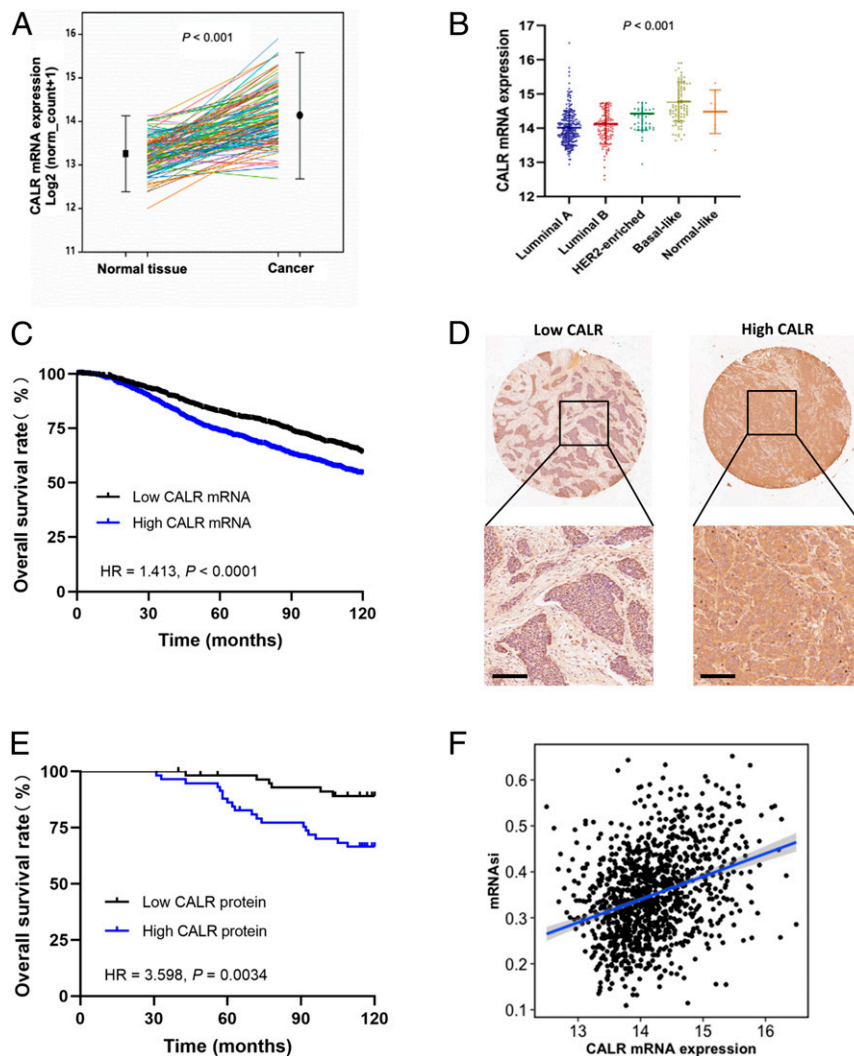 A
P < 0.001
CALR mRNA expression
Log2 (norm_count+1)
16
15
14
13
12
11
Normal tissue
Cancer
B
P < 0.001
CALR mRNA expression
17
16
15
14
13
12
Lumninal A
Luminal B
HER2-enriched
Basal-like
Normal-like
C
Overall survival rate( %)
100
75
50
25
0
Low CALR mRNA
High CALR mRNA
HR = 1.413, P < 0.0001
0 30 60 90 120
Time (months)
D
Low CALR
High CALR
E
Overall survival rate( %)
100
75
50
25
0
Low CALR protein
High CALR protein
HR = 3.598, P = 0.0034
0 30 60 90 120
Time (months)
F
mRNAsi
0.6
0.5
0.4
0.3
0.2
0.1
13 14 15 16
CALR mRNA expression